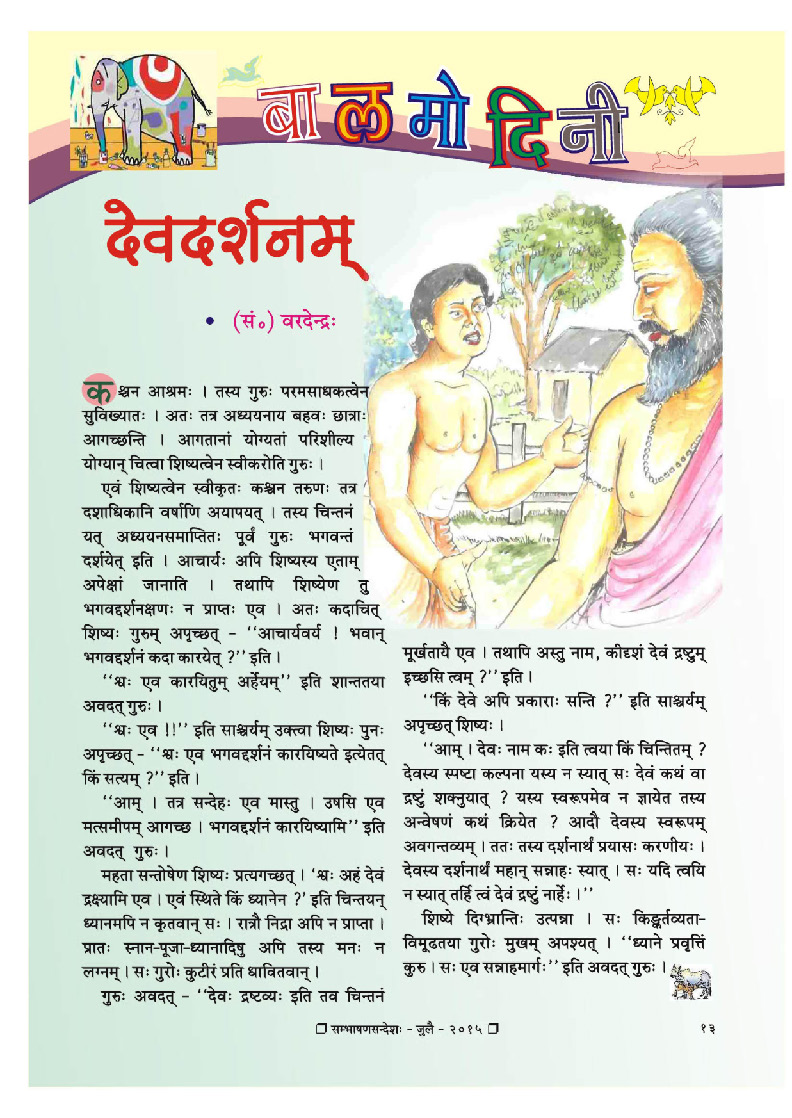 बालमोदिनी
देवदर्शनम्
• (सं॰) वरदेन्द्रः
कश्चन आश्रमः । तस्य गुरुः परमसाधकत्वेन
सुविख्यातः । अतः तत्र अध्ययनाय बहवः छात्राः
आगच्छन्ति । आगतानां योग्यतां परिशील्य
योग्यान् चित्वा शिष्यत्वेन स्वीकरोति गुरुः ।
एवं शिष्यत्वेन स्वीकृतः कश्चन तरुणः तत्र
दशाधिकानि वर्षाणि अयापयत् । तस्य चिन्तनं
यत् अध्ययनसमाप्तितः पूर्वं गुरुः भगवन्तं
दर्शयेत् इति । आचार्यः अपि शिष्यस्य एताम्
अपेक्षां जानाति । तथापि शिष्येण तु
भगवद्दर्शनक्षणः न प्राप्तः एव । अतः कदाचित्
शिष्यः गुरुम् अपृच्छत् - ‘‘आचार्यवर्य ! भवान्
भगवद्दर्शनं कदा कारयेत् ?’’ इति ।
‘‘श्वः एव कारयितुम् अर्हेयम्’’ इति शान्ततया
अवदत् गुरुः ।
‘‘श्वः एव !!’’ इति साश्चर्यम् उक्त्वा शिष्यः पुनः
अपृच्छत् - ‘‘श्वः एव भगवद्दर्शनं कारयिष्यते इत्येतत्
किं सत्यम् ?’’ इति ।
‘‘आम् । तत्र सन्देहः एव मास्तु । उषसि एव
मत्समीपम् आगच्छ । भगवद्दर्शनं कारयिष्यामि’’ इति
अवदत् गुरुः ।
महता सन्तोषेण शिष्यः प्रत्यगच्छत् । ‘श्वः अहं देवं
द्रक्ष्यामि एव । एवं स्थिते किं ध्यानेन ?’ इति चिन्तयन्
ध्यानमपि न कृतवान् सः । रात्रौ निद्रा अपि न प्राप्ता ।
प्रातः स्नान-पूजा-ध्यानादिषु अपि तस्य मनः न
लग्नम् । सः गुरोः कुटीरं प्रति धावितवान् ।
गुरुः अवदत् - ‘‘देवः द्रष्टव्यः इति तव चिन्तनं
मूर्खतायै एव । तथापि अस्तु नाम, कीदृशं देवं द्रष्टुम्
इच्छसि त्वम् ?’’ इति ।
‘‘किं देवे अपि प्रकाराः सन्ति ?’’ इति साश्चर्यम्
अपृच्छत् शिष्यः ।
‘‘आम् । देवः नाम कः इति त्वया किं चिन्तितम् ?
देवस्य स्पष्टा कल्पना यस्य न स्यात् सः देवं कथं वा
द्रष्टुं शक्नुयात् ? यस्य स्वरूपमेव न ज्ञायेत तस्य
अन्वेषणं कथं क्रियेत ? आदौ देवस्य स्वरूपम्
अवगन्तव्यम् । ततः तस्य दर्शनार्थं प्रयासः करणीयः ।
देवस्य दर्शनार्थं महान् सन्नाहः स्यात् । सः यदि त्वयि
न स्यात् तर्हि त्वं देवं द्रष्टुं नार्हः ।’’
शिष्ये दिग्भ्रान्तिः उत्पन्ना । सः किङ्कर्तव्यता-
विमूढतया गुरोः मुखम् अपश्यत् । ‘‘ध्याने प्रवृत्तिं
कुरु । सः एव सन्नाहमार्गः’’ इति अवदत् गुरुः ।
❐ सम्भाषणसन्देशः - जुलै - २०१५ ❐
१३